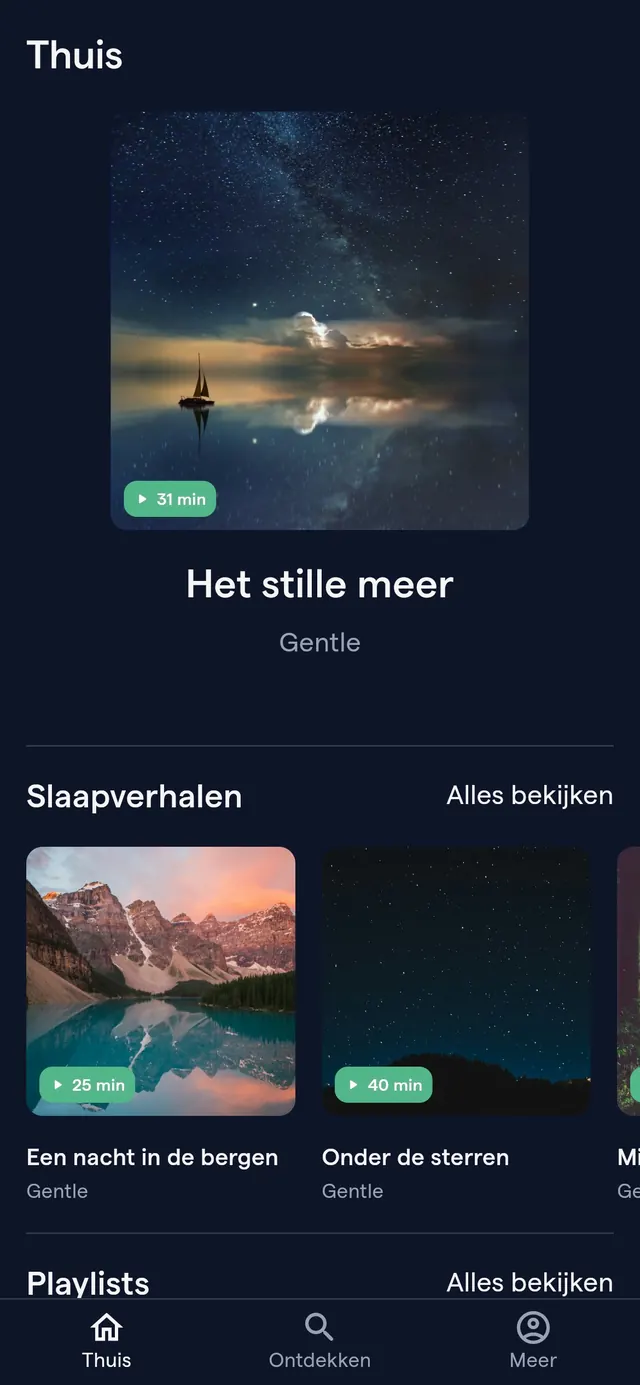 Thuis
31 min
Het stille meer
Gentle
Slaapverhalen
Alles bekijken
25 min
40 min
Een nacht in de bergen
Onder de sterren
Gentle
Gentle
Playlists
Alles bekijken
Thuis
Ontdekken
Meer